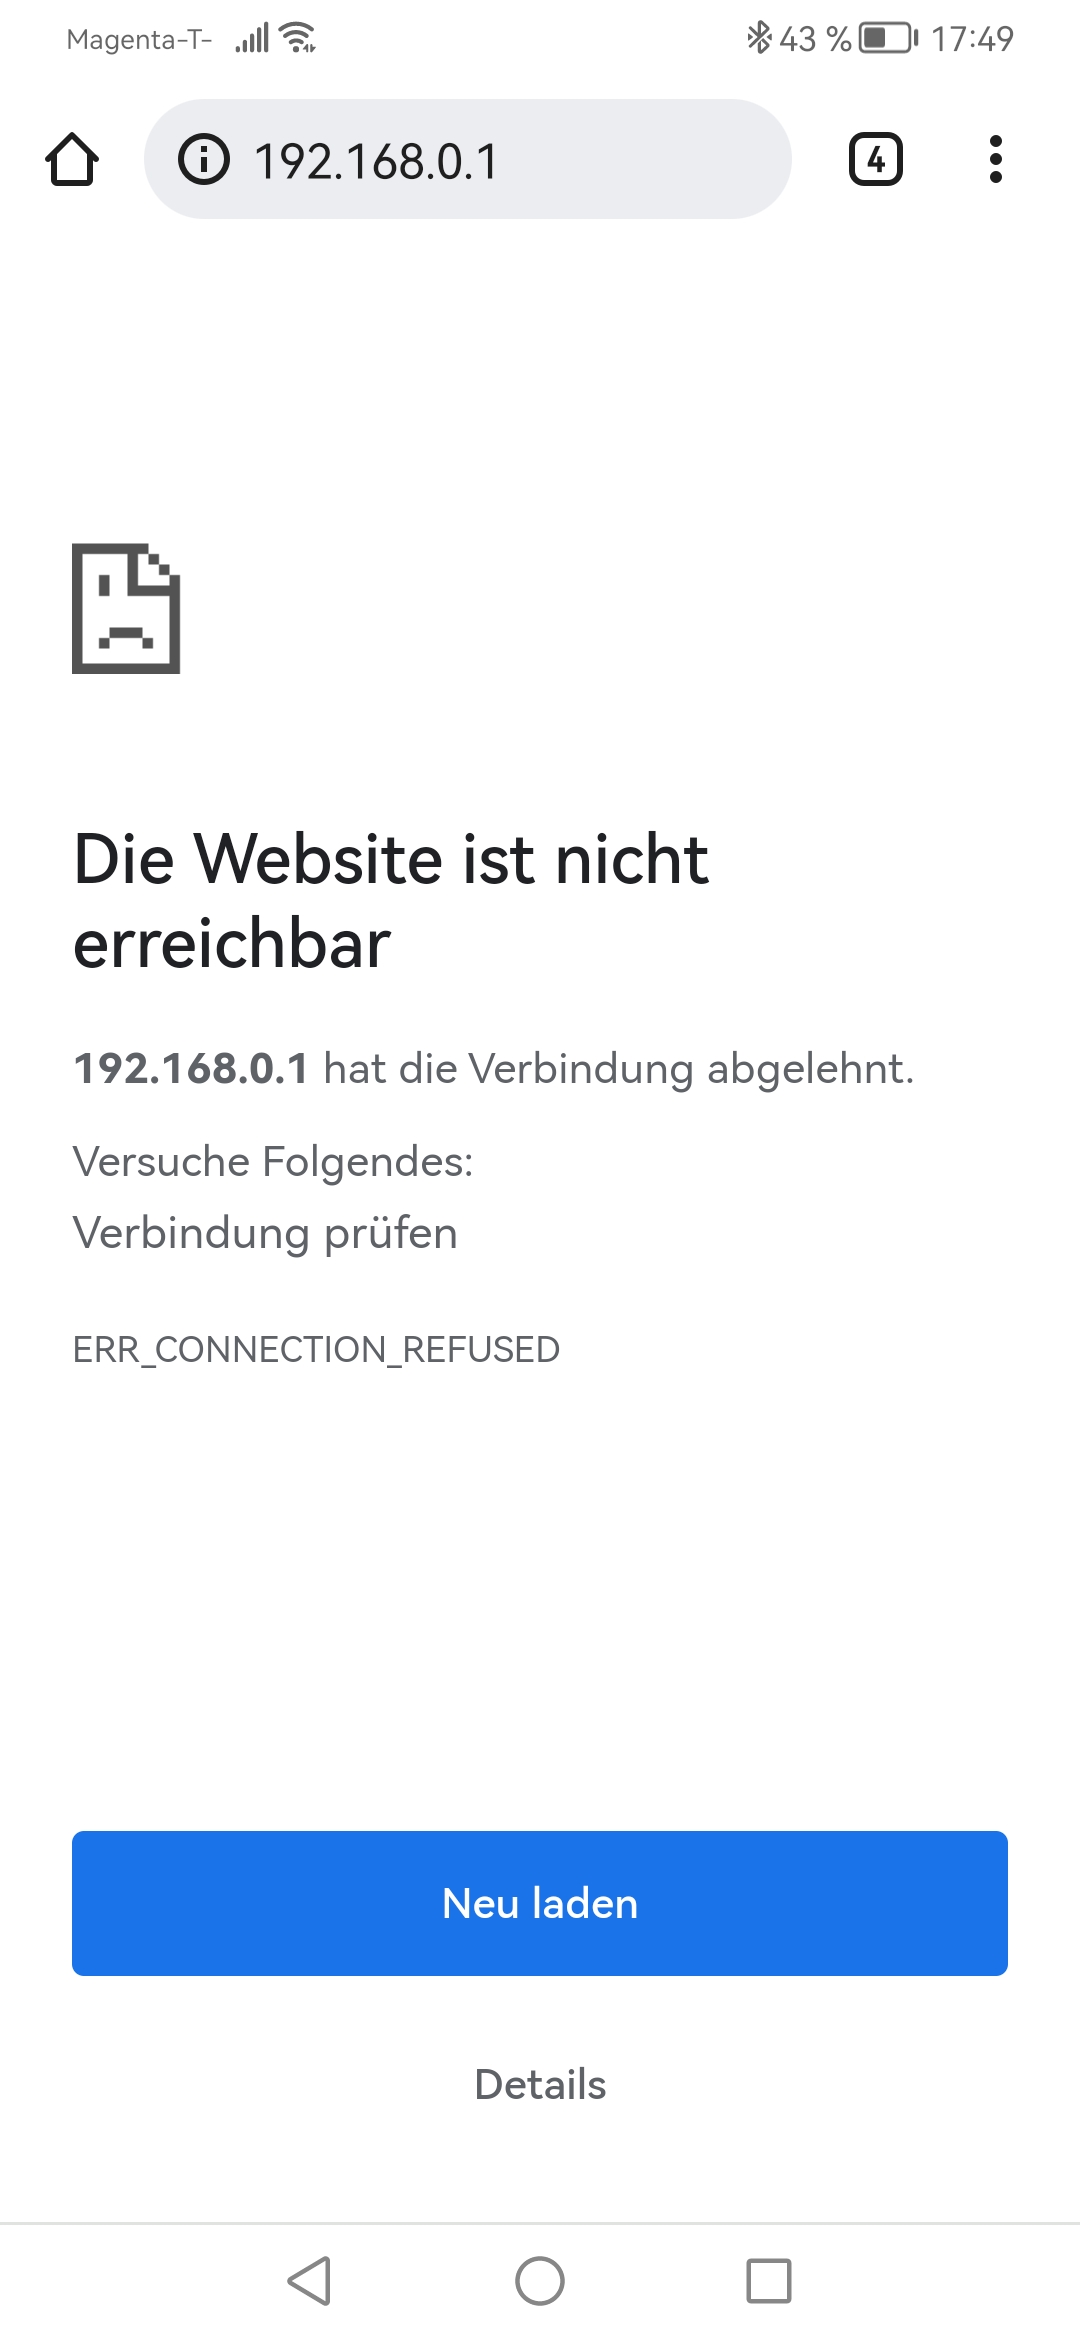 Magenta-T- 43 % 17:49
192.168.0.1 4
Die Website ist nicht
erreichbar
192.168.0.1 hat die Verbindung abgelehnt.
Versuche Folgendes:
Verbindung prüfen
ERR_CONNECTION_REFUSED
Neu laden
Details